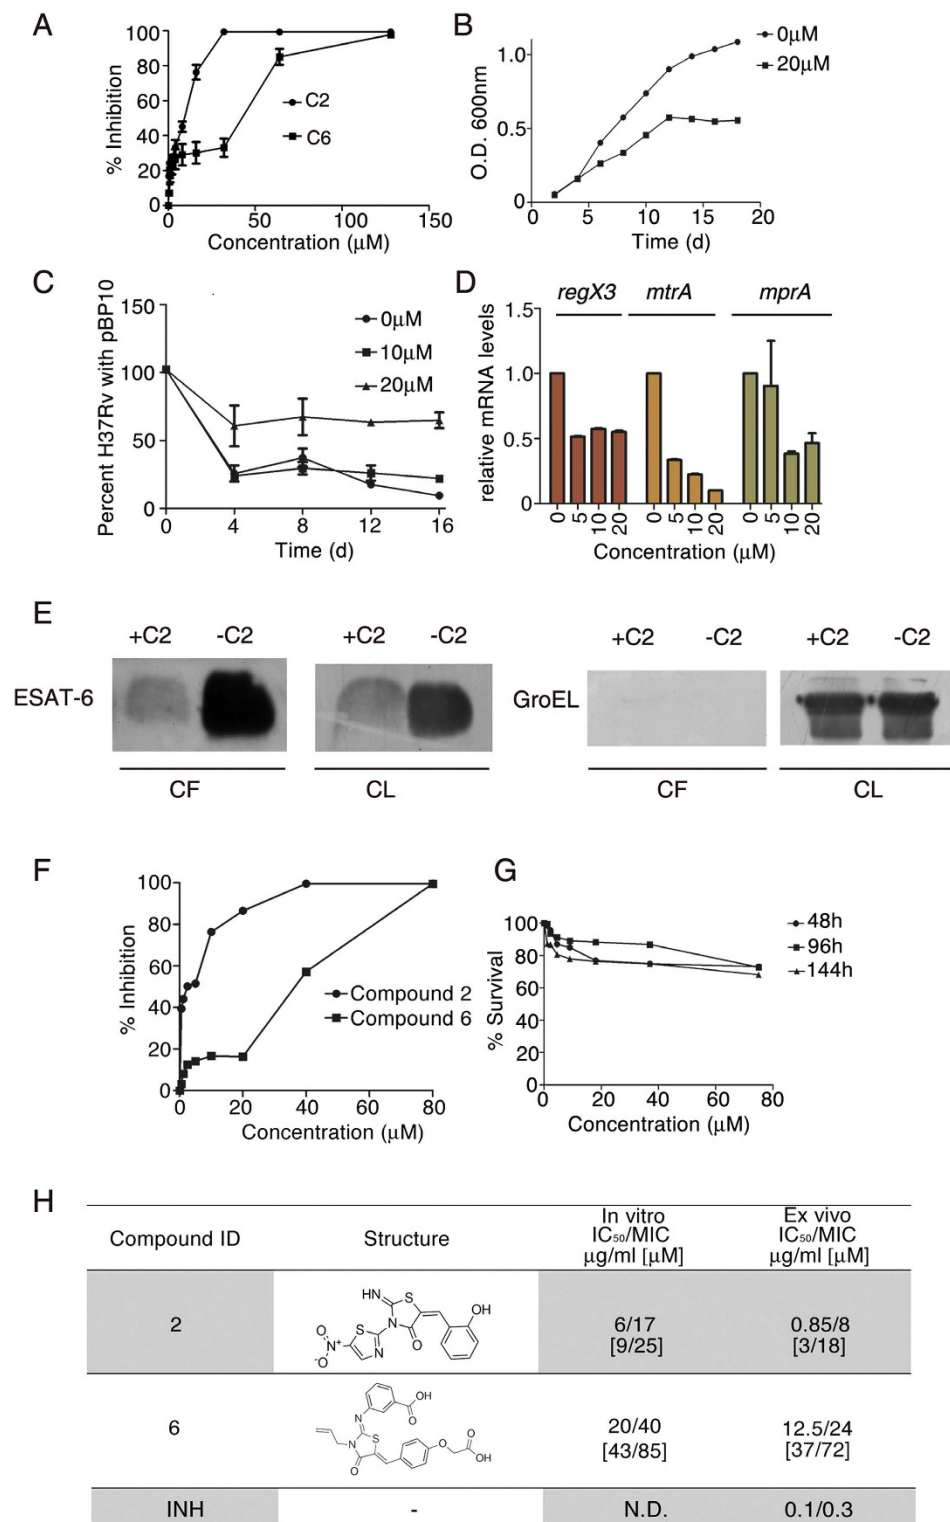 A
% Inhibition
100
80
60
40
20
0
0
50
100
150
C2
C6
Concentration (μM)
B
O.D. 600nm
1.0
0.5
0
0
5
10
15
20
0μM
20μM
Time (d)
C
Percent H37Rv with pBP10
150
100
50
0
0
4
8
12
16
0μM
10μM
20μM
Time (d)
D
regX3 mtrA mprA
relative mRNA levels
1.5
1.0
0.5
0
0 5 10 20 0 5 10 20 0 5 10 20
Concentration (μM)
E
+C2 -C2 +C2 -C2 +C2 -C2 +C2 -C2
ESAT-6
GroEL
CF CL CF CL
F
% Inhibition
100
80
60
40
20
0
0 20 40 60 80
Compound 2
Compound 6
Concentration (μM)
G
% Survival
100
80
60
40
20
0
0 20 40 60 80
48h
96h
144h
Concentration (μM)
H
Compound ID Structure In vitro IC50/MIC μg/ml [μM] Ex vivo IC50/MIC μg/ml [μM]
HN S OH
N O
S N
O N+ O-
2 6/17 0.85/8
[9/25] [3/18]
OH
O
N
S
N
O
O
O
OH
6 20/40 12.5/24
[43/85] [37/72]
INH - N.D. 0.1/0.3